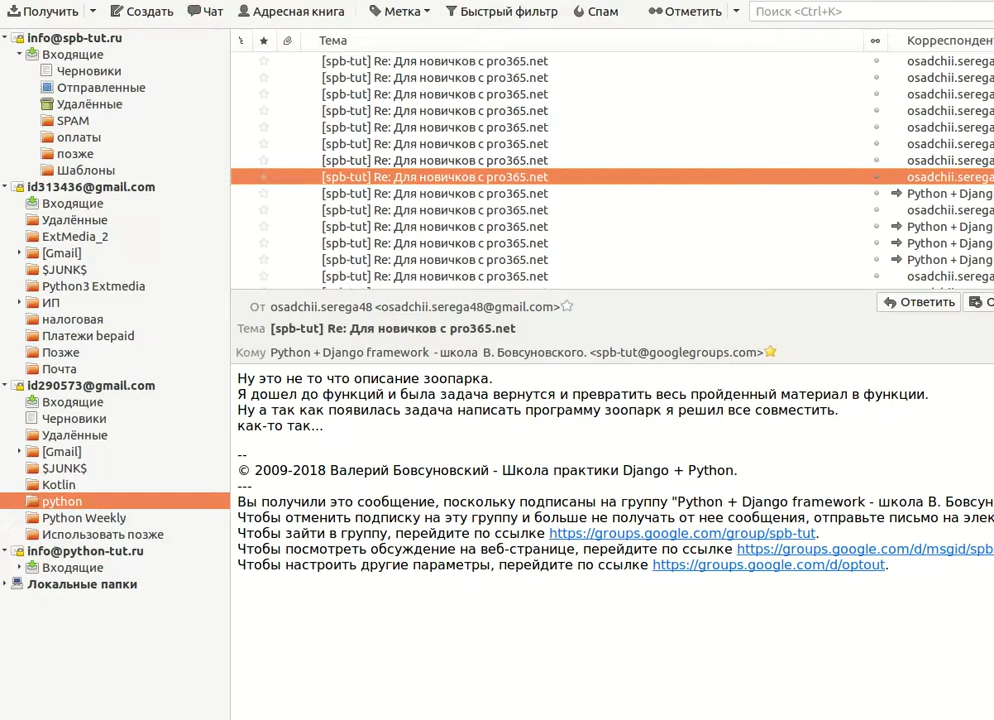 Получить Создать Чат Адресная книга Метка Быстрый фильтр Спам Отметить Поиск <Ctrl+K>
info@spb-tut.ru
Входящие
Черновики
Отправленные
Удалённые
SPAM
оплаты
позже
Шаблоны
id313436@gmail.com
Входящие
Удалённые
ExtMedia_2
[Gmail]
$JUNK$
Python3 Extmedia
ИП
налоговая
Платежи bepaid
Позже
Почта
id290573@gmail.com
Входящие
Черновики
Удалённые
[Gmail]
$JUNK$
Kotlin
python
Python Weekly
Использовать позже
info@python-tut.ru
Входящие
Локальные папки
Тема Корреспонден
[spb-tut] Re: Для новичков с pro365.net osadchii.serega
[spb-tut] Re: Для новичков с pro365.net osadchii.serega
[spb-tut] Re: Для новичков с pro365.net osadchii.serega
[spb-tut] Re: Для новичков с pro365.net osadchii.serega
[spb-tut] Re: Для новичков с pro365.net osadchii.serega
[spb-tut] Re: Для новичков с pro365.net osadchii.serega
[spb-tut] Re: Для новичков с pro365.net osadchii.serega
[spb-tut] Re: Для новичков с pro365.net osadchii.serega
[spb-tut] Re: Для новичков с pro365.net Python + Djang
[spb-tut] Re: Для новичков с pro365.net osadchii.serega
[spb-tut] Re: Для новичков с pro365.net Python + Djang
[spb-tut] Re: Для новичков с pro365.net Python + Djang
[spb-tut] Re: Для новичков с pro365.net Python + Djang
[spb-tut] Re: Для новичков с pro365.net osadchii.serega
От osadchii.serega48 <osadchii.serega48@gmail.com> Ответить О
Тема [spb-tut] Re: Для новичков с pro365.net
Кому Python + Django framework - школа В. Бовсуновского. <spb-tut@googlegroups.com>
Ну это не то что описание зоопарка.
Я дошел до функций и была задача вернутся и превратить весь пройденный материал в функции.
Ну а так как появилась задача написать программу зоопарк я решил все совместить.
как-то так...
--
© 2009-2018 Валерий Бовсуновский - Школа практики Django + Python.
---
Вы получили это сообщение, поскольку подписаны на группу "Python + Django framework - школа В. Бовсун
Чтобы отменить подписку на эту группу и больше не получать от нее сообщения, отправьте письмо на элек
Чтобы зайти в группу, перейдите по ссылке https://groups.google.com/group/spb-tut.
Чтобы посмотреть обсуждение на веб-странице, перейдите по ссылке https://groups.google.com/d/msgid/spb
Чтобы настроить другие параметры, перейдите по ссылке https://groups.google.com/d/optout.